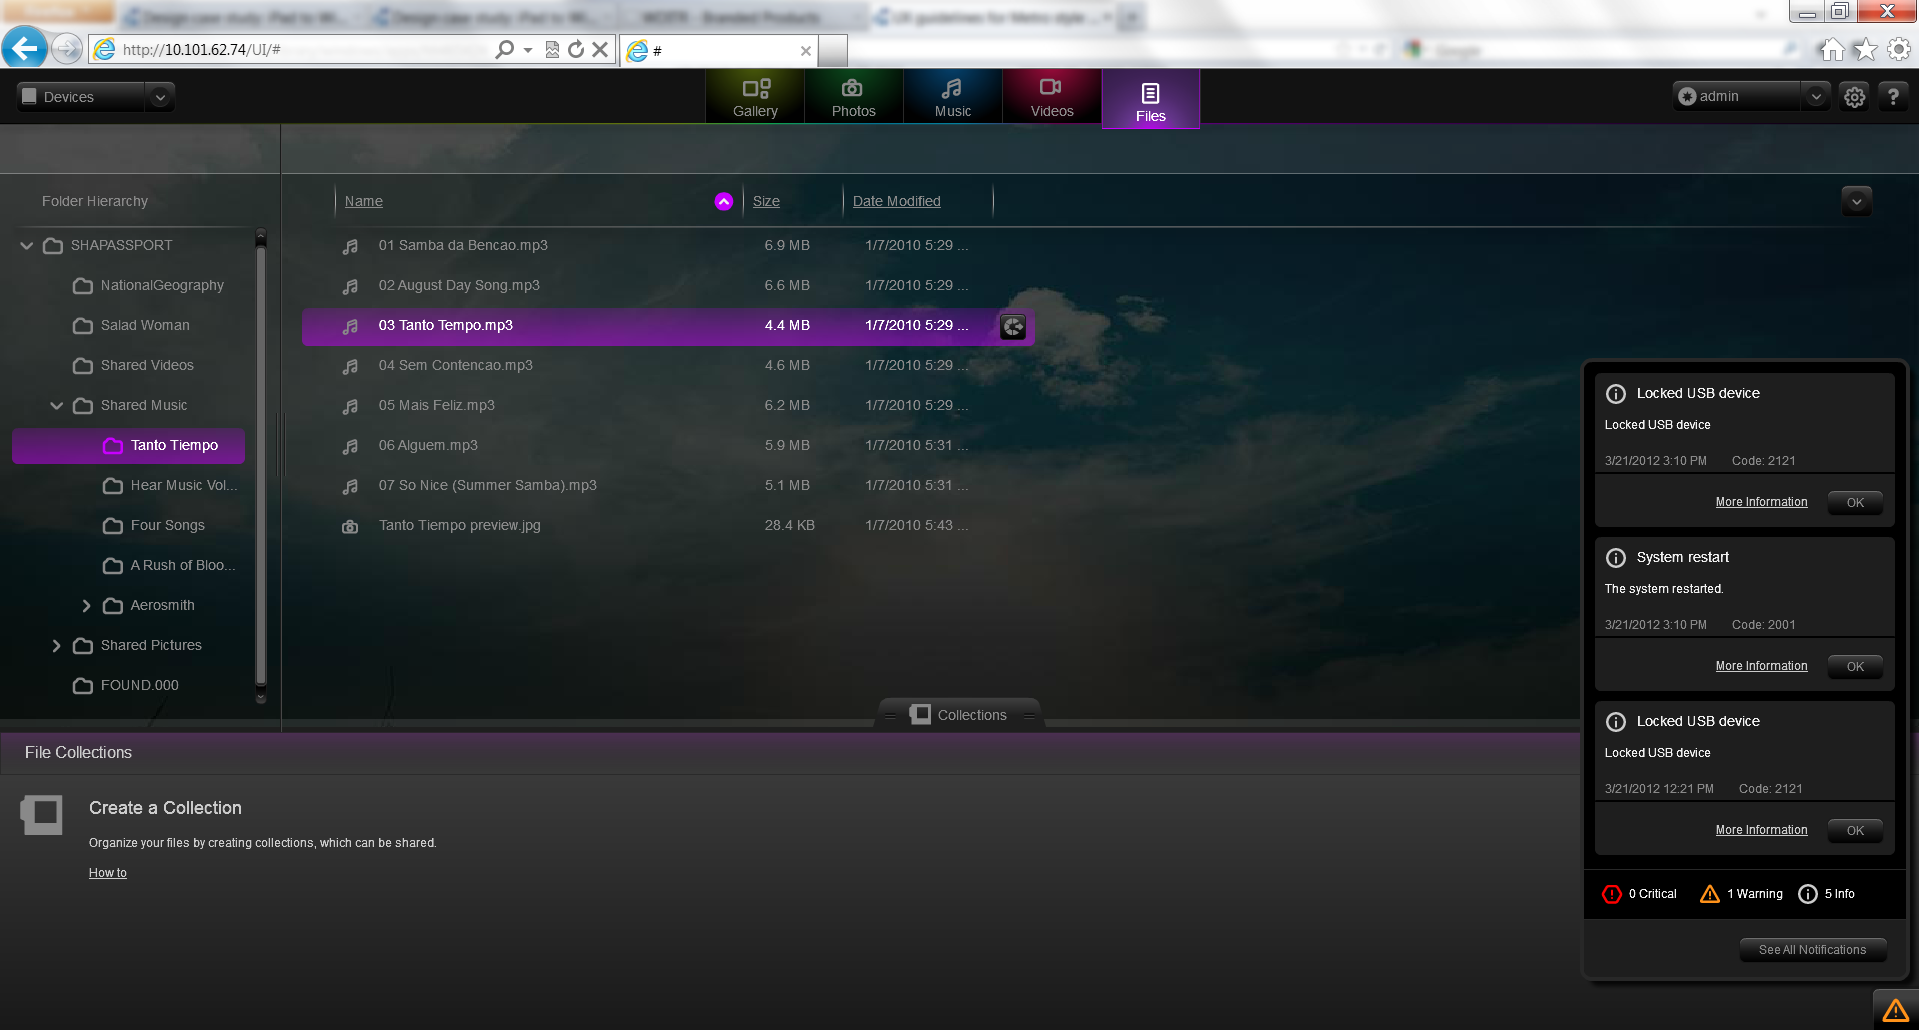 http://10.101.62.74/UI/#
#
Devices
Gallery
Photos
Music
Videos
Files
admin
?
Folder Hierarchy
Name
Size
Date Modified
SHAPASSPORT
NationalGeography
Salad Woman
Shared Videos
Shared Music
Tanto Tiempo
Hear Music Vol...
Four Songs
A Rush of Bloo...
Aerosmith
Shared Pictures
FOUND.000
01 Samba da Bencao.mp3 6.9 MB 1/7/2010 5:29 ...
02 August Day Song.mp3 6.6 MB 1/7/2010 5:29 ...
03 Tanto Tempo.mp3 4.4 MB 1/7/2010 5:29 ...
04 Sem Contencao.mp3 4.6 MB 1/7/2010 5:29 ...
05 Mais Feliz.mp3 6.2 MB 1/7/2010 5:29 ...
06 Alguem.mp3 5.9 MB 1/7/2010 5:31 ...
07 So Nice (Summer Samba).mp3 5.1 MB 1/7/2010 5:31 ...
Tanto Tiempo preview.jpg 28.4 KB 1/7/2010 5:43 ...
Locked USB device
Locked USB device
3/21/2012 3:10 PM Code: 2121
More Information OK
System restart
The system restarted.
3/21/2012 3:10 PM Code: 2001
More Information OK
Locked USB device
Locked USB device
3/21/2012 12:21 PM Code: 2121
More Information OK
0 Critical 1 Warning 5 Info
See All Notifications
Collections
File Collections
Create a Collection
Organize your files by creating collections, which can be shared.
How to